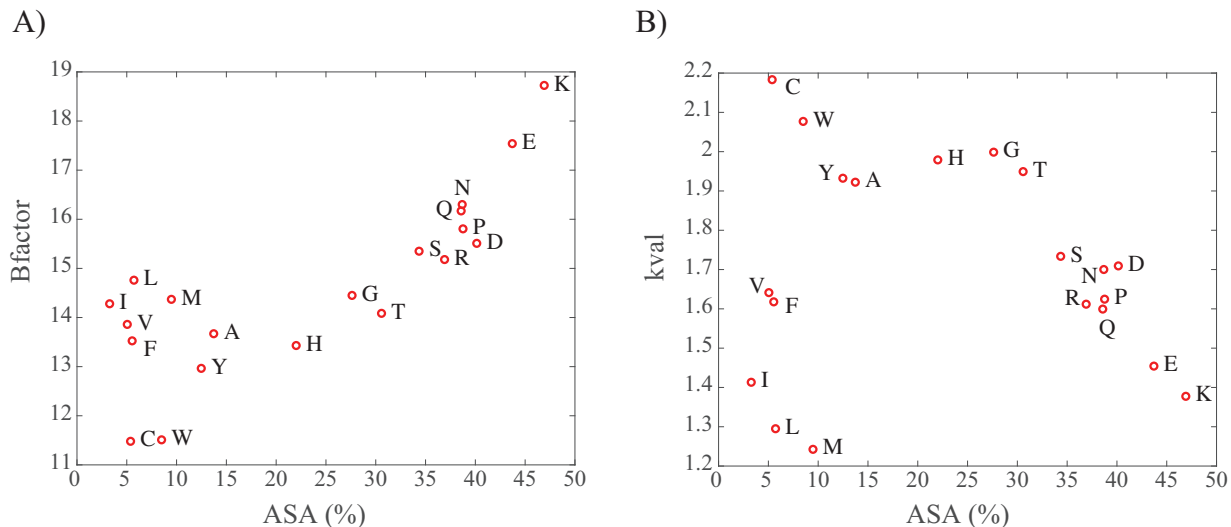 A)
B)
Bfactor
19
18
17
16
15
14
13
12
11
K
E
N
Q
P
D
S
R
L
I
M
G
T
V
A
F
H
Y
C
W
0
5
10
15
20
25
30
35
40
45
50
ASA (%)
kval
2.2
2.1
2
1.9
1.8
1.7
1.6
1.5
1.4
1.3
1.2
C
W
G
H
T
Y
A
S
D
N
V
F
R
P
Q
E
I
K
L
M
0
5
10
15
20
25
30
35
40
45
50
ASA (%)